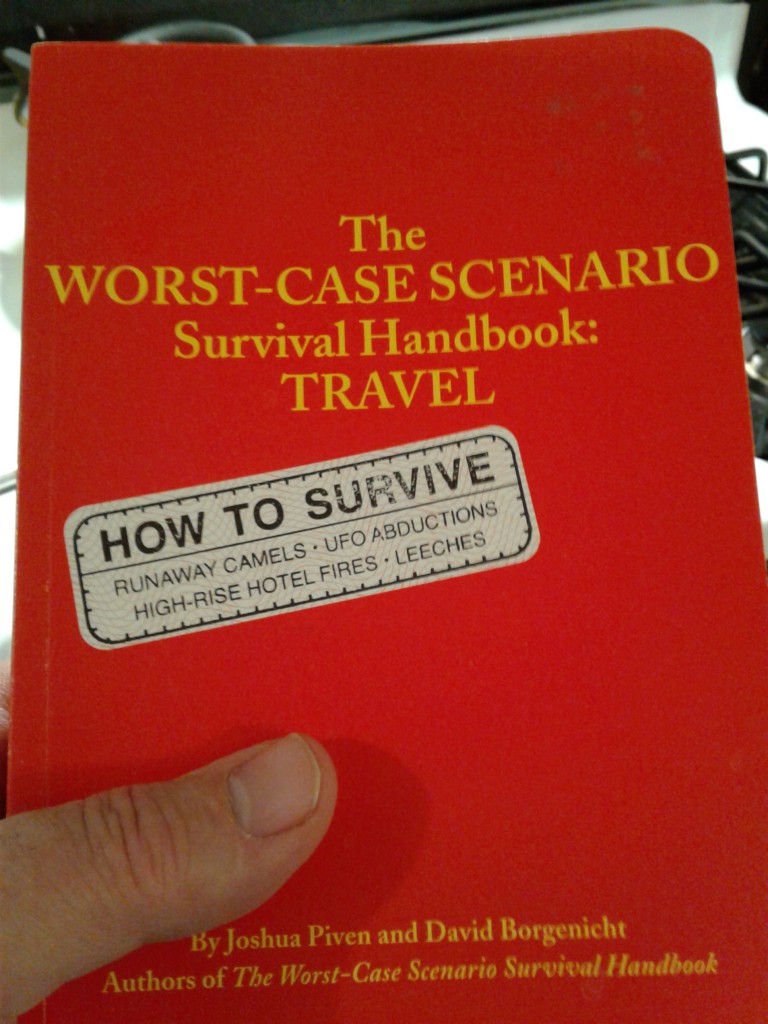 The
WORST-CASE SCENARIO
Survival Handbook:
TRAVEL
HOW TO SURVIVE
RUNAWAY CAMELS · UFO ABDUCTIONS
HIGH-RISE HOTEL FIRES · LEECHES
By Joshua Piven and David Borgenicht
Authors of The Worst-Case Scenario Survival Handbook